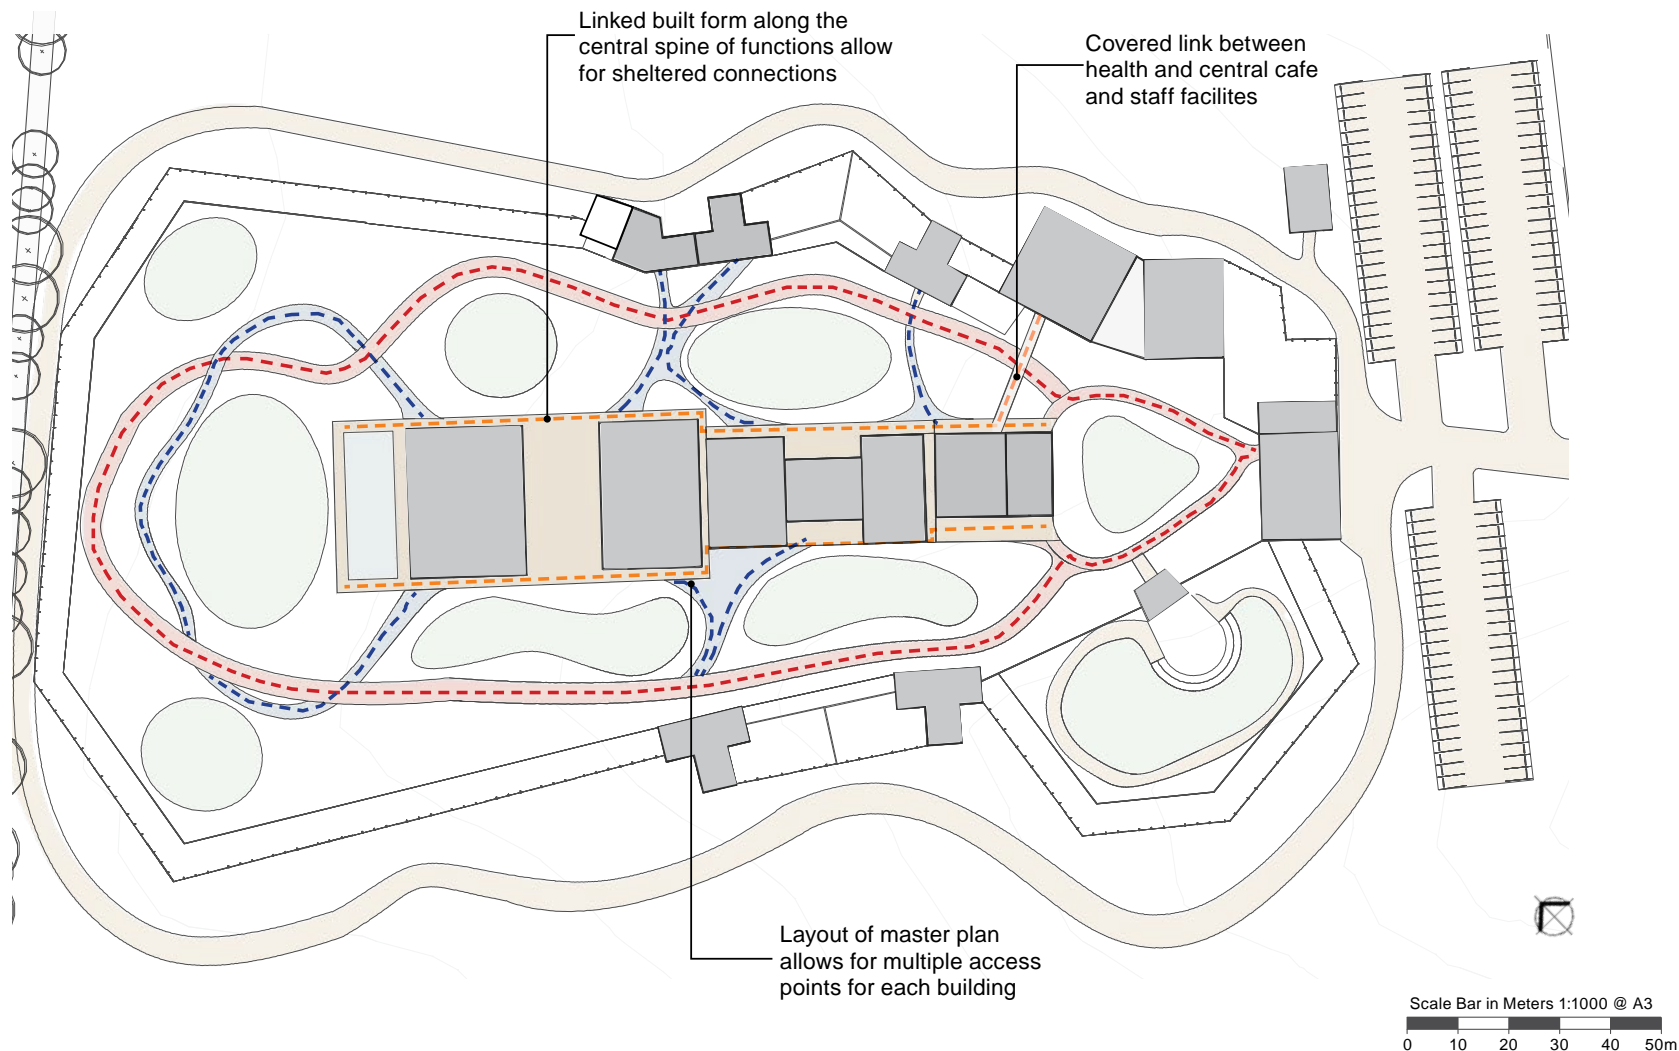 Linked built form along the
central spine of functions allow
for sheltered connections
Covered link between
health and central cafe
and staff facilites
Layout of master plan
allows for multiple access
points for each building
Scale Bar in Meters 1:1000 @ A3
0 10 20 30 40 50m